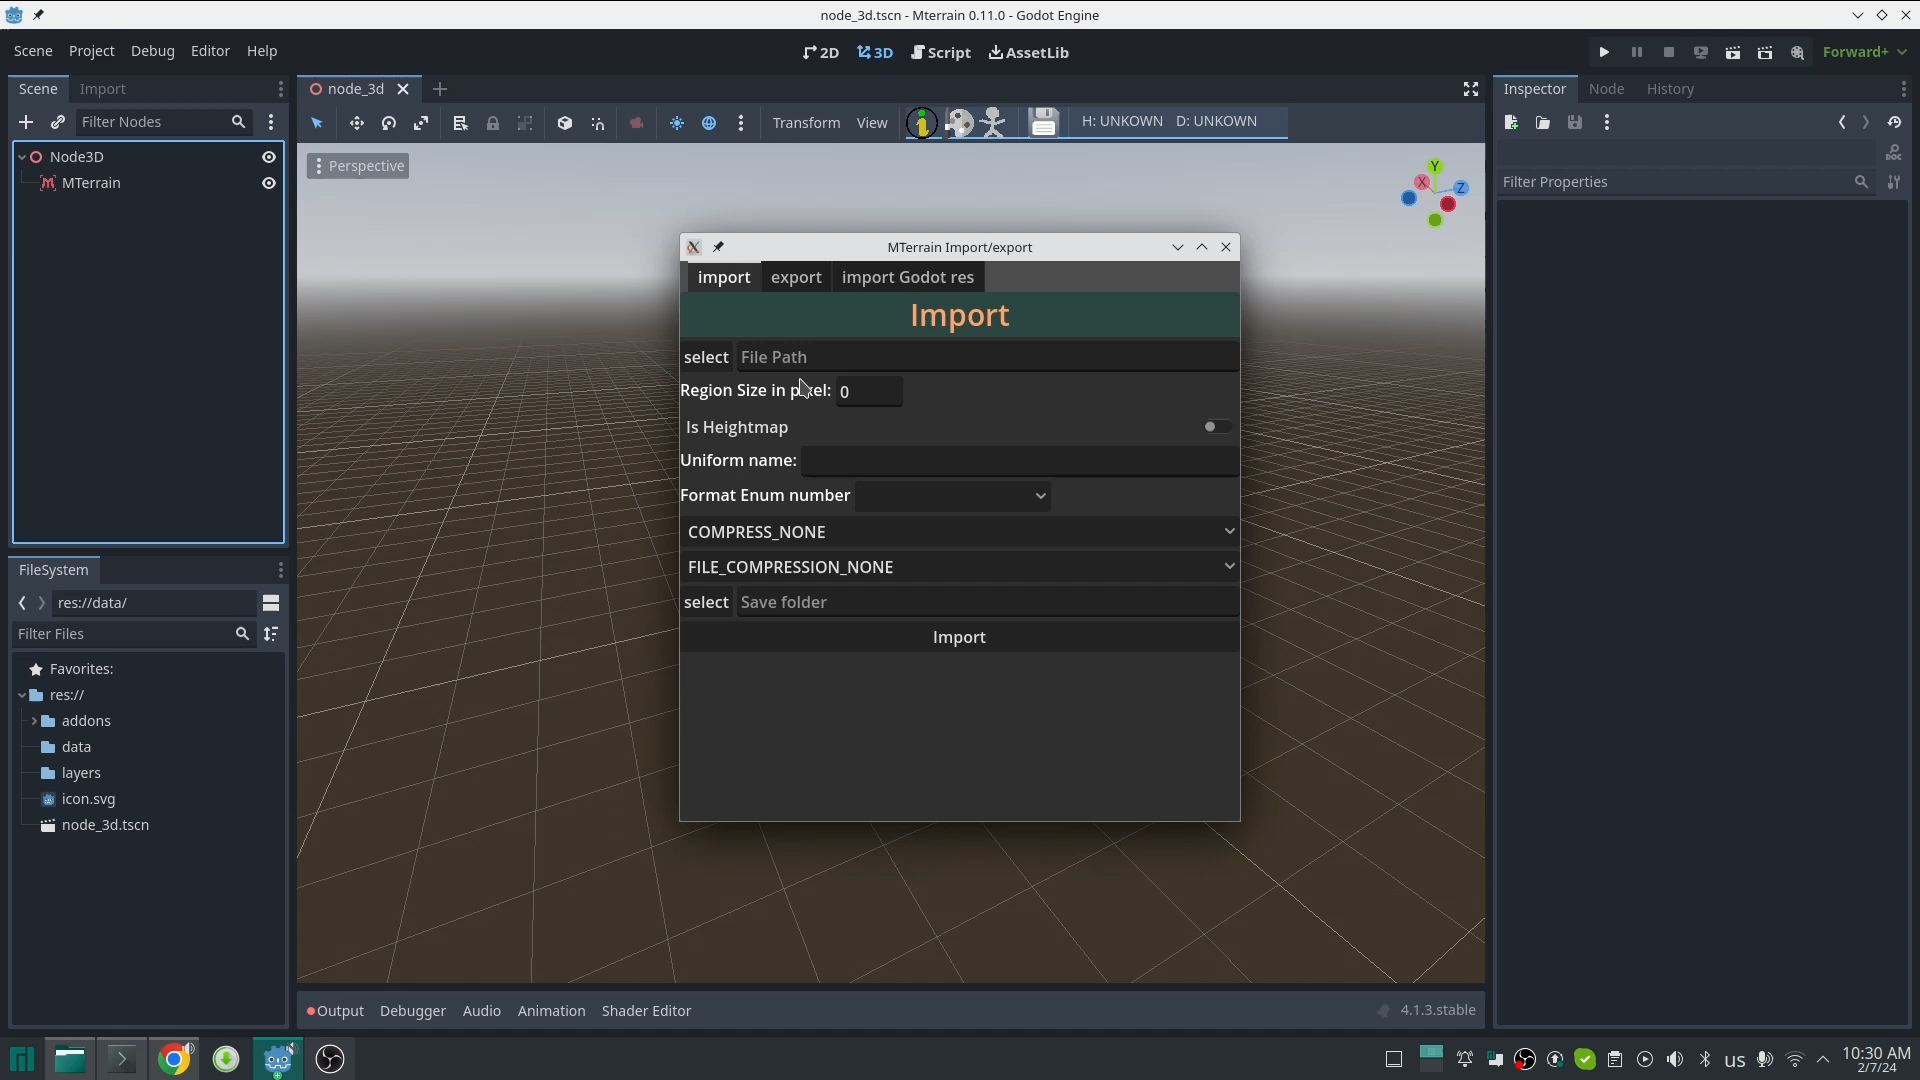 node_3d.tscn - Mterrain 0.11.0 - Godot Engine
Scene Project Debug Editor Help
2D 3D Script AssetLib
Forward+
Scene Import
node_3d
Inspector Node History
Filter Nodes
Transform View
H: UNKOWN D: UNKOWN
Node3D
MTerrain
Perspective
Y
X
Z
Filter Properties
MTerrain Import/export
import export import Godot res
Import
select File Path
Region Size in pixel: 0
Is Heightmap
Uniform name:
Format Enum number
COMPRESS_NONE
FILE_COMPRESSION_NONE
select Save folder
Import
FileSystem
res://data/
Filter Files
Favorites:
res://
addons
data
layers
icon.svg
node_3d.tscn
Output Debugger Audio Animation Shader Editor
4.1.3.stable
us
10:30 AM
2/7/24